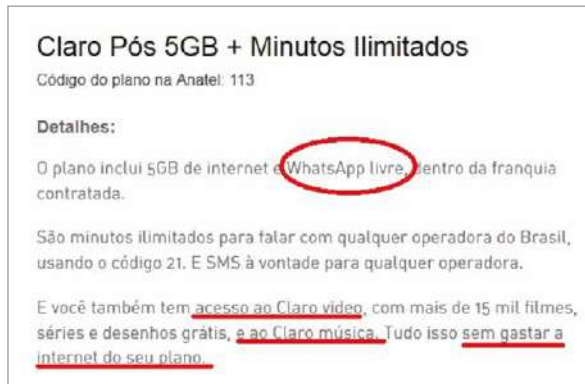 Claro Pós 5GB + Minutos Ilimitados
Código do plano na Anatel: 113
Detalhes:
O plano inclui 5GB de internet e WhatsApp livre, dentro da franquia
contratada.
São minutos ilimitados para falar com qualquer operadora do Brasil,
usando o código 21. E SMS à vontade para qualquer operadora.
E você também tem acesso ao Claro video, com mais de 15 mil filmes,
séries e desenhos grátis, e ao Claro música. Tudo isso sem gastar a
internet do seu plano.